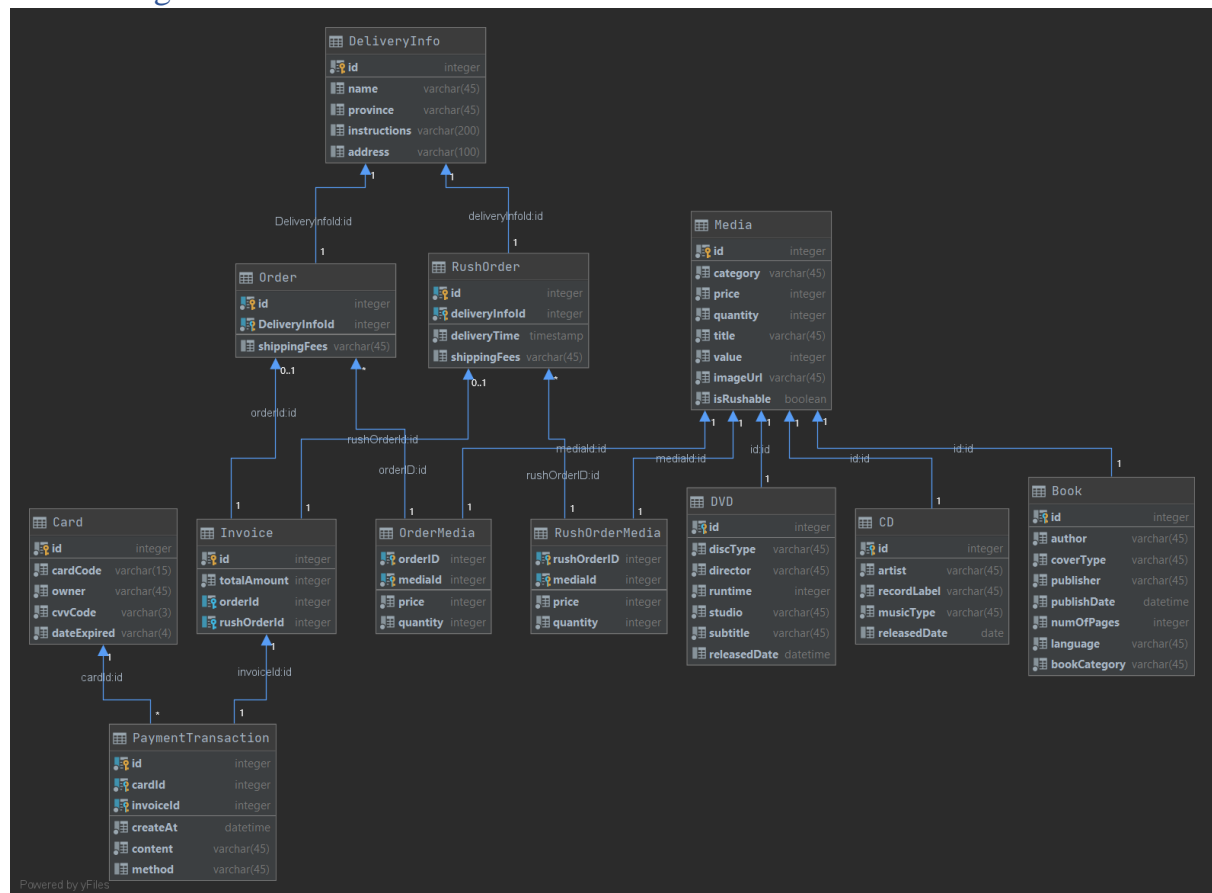 DeliveryInfo
id integer
name varchar(45)
province varchar(45)
instructions varchar(200)
address varchar(100)
1
1
DeliveryInfoId:id
deliveryInfoId:id
1
1
Order
id integer
DeliveryInfoId integer
shippingFees varchar(45)
RushOrder
id integer
deliveryInfoId integer
deliveryTime timestamp
shippingFees varchar(45)
Media
id integer
category varchar(45)
price integer
quantity integer
title varchar(45)
value integer
imageUrl varchar(45)
isRushable boolean
0..1
*
0..1
*
1
1
1
1
1
orderId:id
rushOrderId:id
orderID:id
rushOrderID:id
mediaId:id
mediaId:id
id:id
id:id
id:id
1
1
1
1
1
1
1
1
1
Card
id integer
cardCode varchar(15)
owner varchar(45)
cvvCode varchar(3)
dateExpired varchar(4)
Invoice
id integer
totalAmount integer
orderId integer
rushOrderId integer
OrderMedia
orderID integer
mediaId integer
price integer
quantity integer
RushOrderMedia
rushOrderID integer
mediaId integer
price integer
quantity integer
DVD
id integer
discType varchar(45)
director varchar(45)
runtime integer
studio varchar(45)
subtitle varchar(45)
releasedDate datetime
CD
id integer
artist varchar(45)
recordLabel varchar(45)
musicType varchar(45)
releasedDate date
Book
id integer
author varchar(45)
coverType varchar(45)
publisher varchar(45)
publishDate datetime
numOfPages integer
language varchar(45)
bookCategory varchar(45)
1
1
cardId:id
invoiceId:id
*
1
PaymentTransaction
id integer
cardId integer
invoiceId integer
createAt datetime
content varchar(45)
method varchar(45)
Powered by yFiles